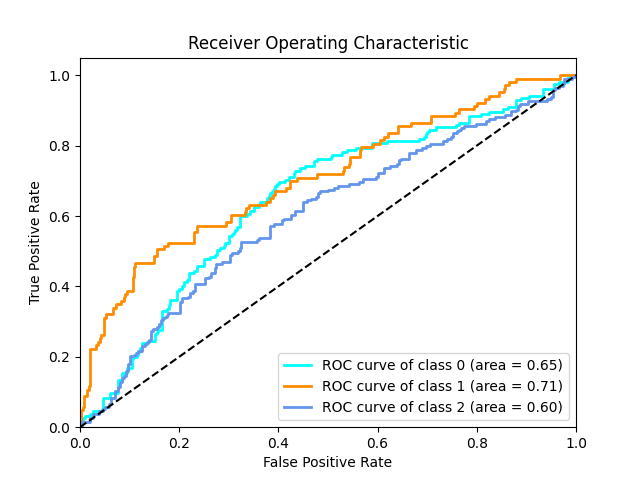 Receiver Operating Characteristic
True Positive Rate
1.0
0.8
0.6
0.4
0.2
0.0
ROC curve of class 0 (area = 0.65)
ROC curve of class 1 (area = 0.71)
ROC curve of class 2 (area = 0.60)
0.0 0.2 0.4 0.6 0.8 1.0
False Positive Rate